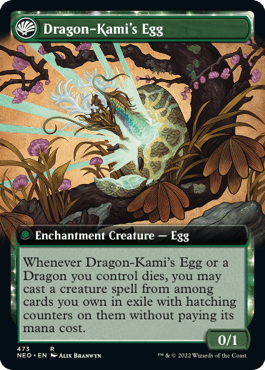 Dragon-Kami's Egg
Enchantment Creature — Egg
Whenever Dragon-Kami's Egg or a
Dragon you control dies, you may
cast a creature spell from among
cards you own in exile with hatching
counters on them without paying its
mana cost.
0/1
473 R
NEO • EN Alix Branwyn
™ & © 2022 Wizards of the Coast